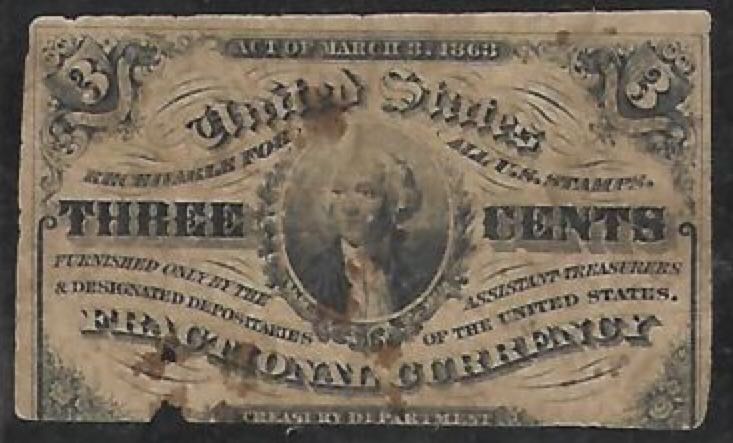 ACT OF MARCH 3. 1863
3 3
United States
RECEIVABLE FOR ALL U.S. STAMPS.
THREE CENTS
FURNISHED ONLY BY THE ASSISTANT-TREASURERS
& DESIGNATED DEPOSITARIES OF THE UNITED STATES.
FRACTIONAL CURRENCY
TREASURY DEPARTMENT